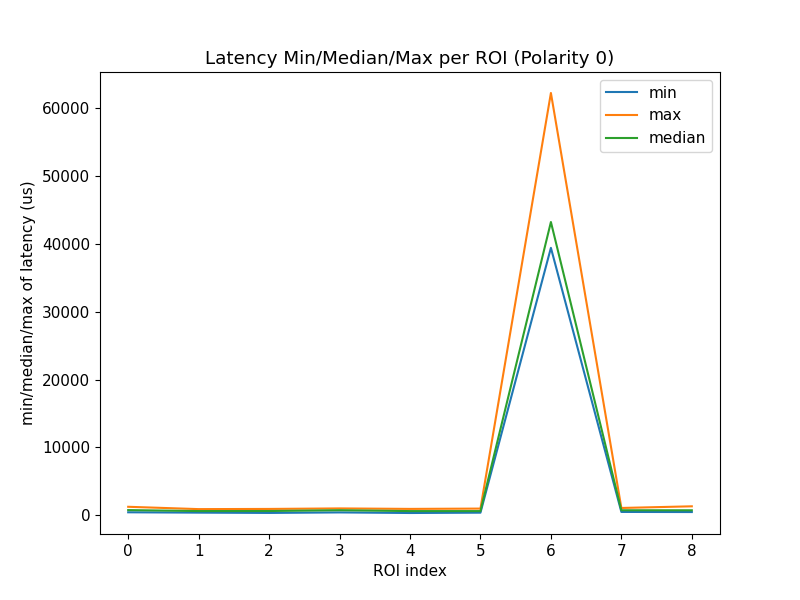 Latency Min/Median/Max per ROI (Polarity 0)
min
max
median
60000
50000
40000
30000
20000
10000
0
min/median/max of latency (us)
0 1 2 3 4 5 6 7 8
ROI index